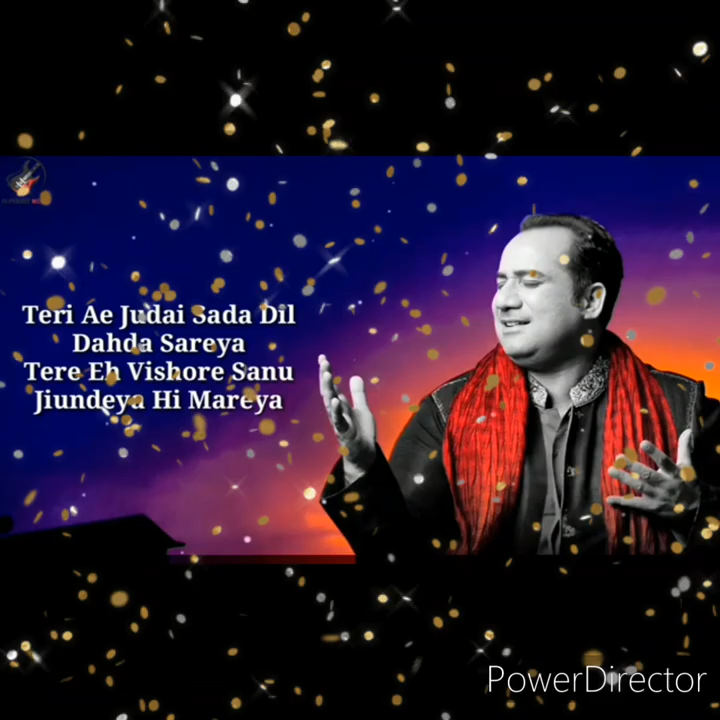 Teri Ae Judai Sada Dil
Dahda Sareya
Tere Eh Vishore Sanu
Jiundeya Hi Mareya
PowerDirector